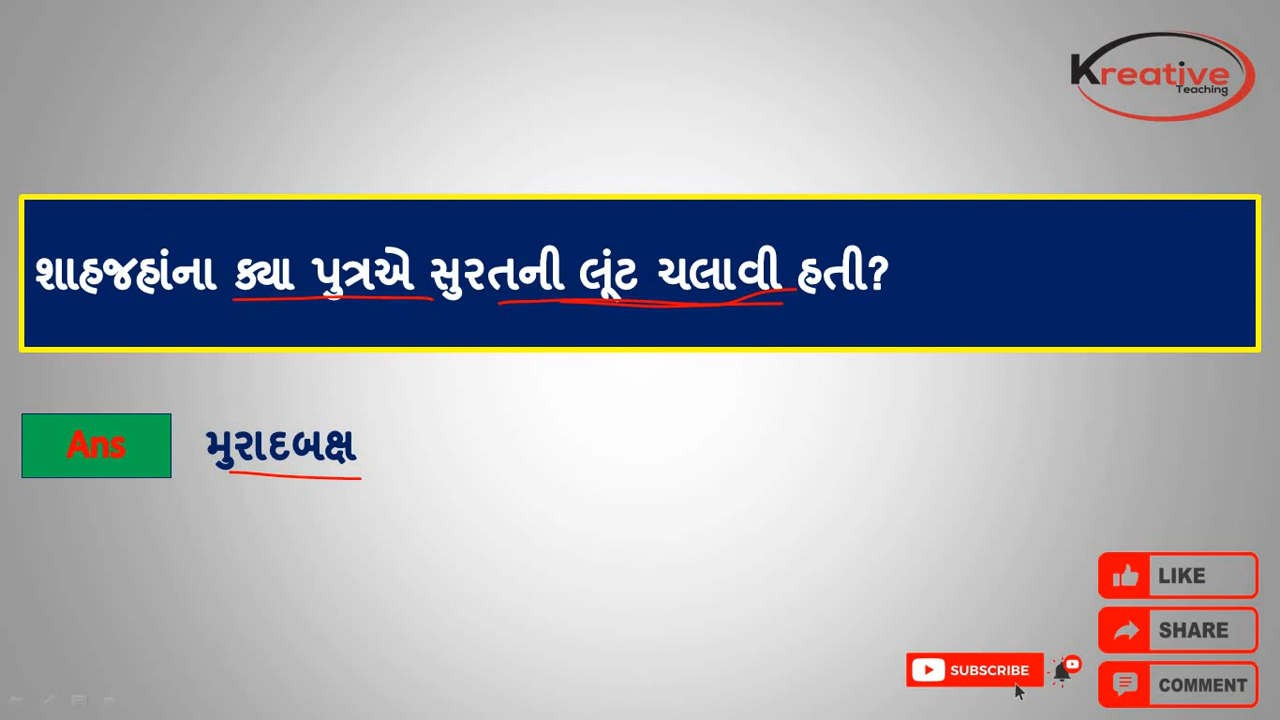 Kreative
Teaching
શાહજહાંના ક્યા પુત્રએ સુરતની લૂંટ ચલાવી હતી?
Ans
મુરાદબક્ષ
LIKE
SHARE
SUBSCRIBE
COMMENT